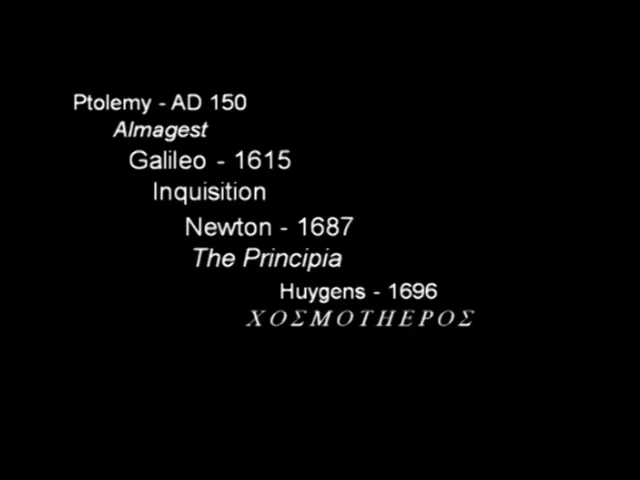 Ptolemy - AD 150
Almagest
Galileo - 1615
Inquisition
Newton - 1687
The Principia
Huygens - 1696
ΧΟΣΜΟΤΗΕΡΟΣ